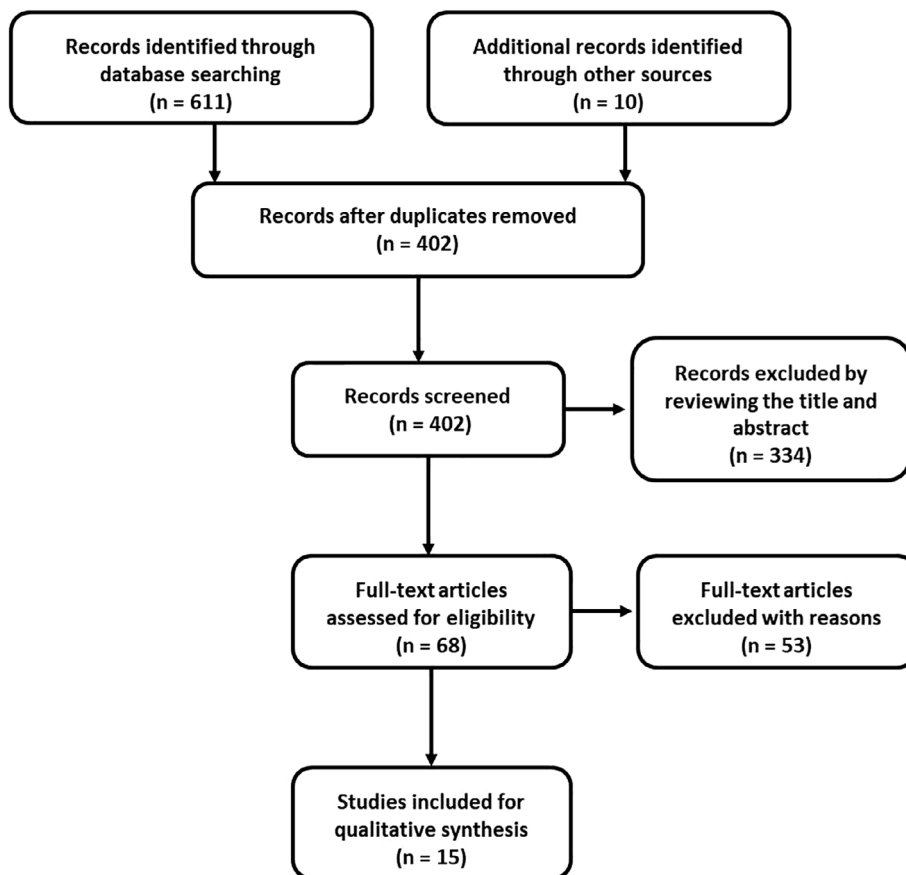 Records identified through
database searching
(n = 611)
Additional records identified
through other sources
(n = 10)
Records after duplicates removed
(n = 402)
Records screened
(n = 402)
Records excluded by
reviewing the title and
abstract
(n = 334)
Full-text articles
assessed for eligibility
(n = 68)
Full-text articles
excluded with reasons
(n = 53)
Studies included for
qualitative synthesis
(n = 15)